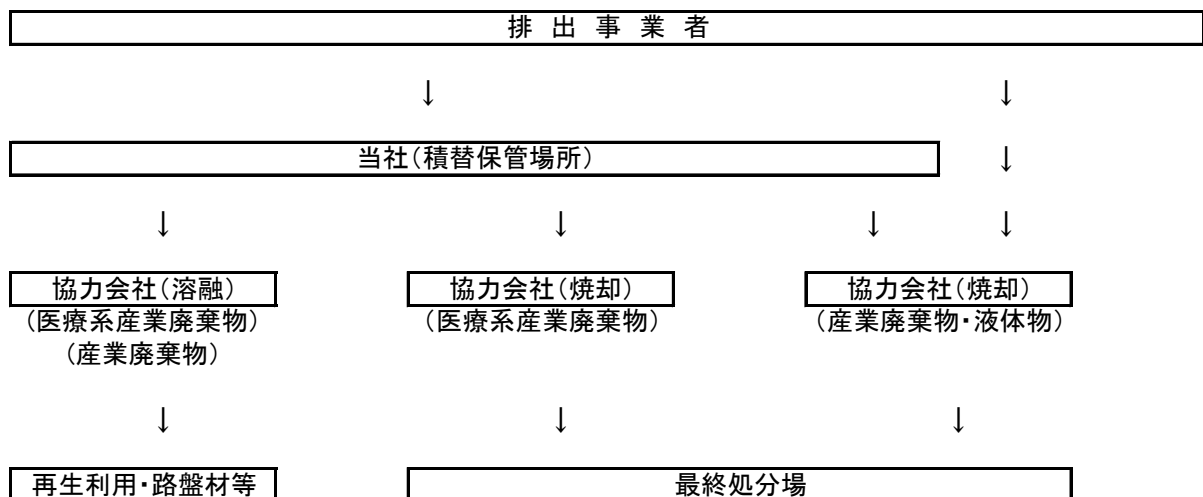 排 出 事 業 者
↓ ↓
当社(積替保管場所) ↓
↓ ↓ ↓ ↓
協力会社(溶融) 協力会社(焼却) 協力会社(焼却)
(医療系産業廃棄物) (医療系産業廃棄物) (産業廃棄物・液体物)
(産業廃棄物)
↓ ↓ ↓
再生利用・路盤材等 最終処分場